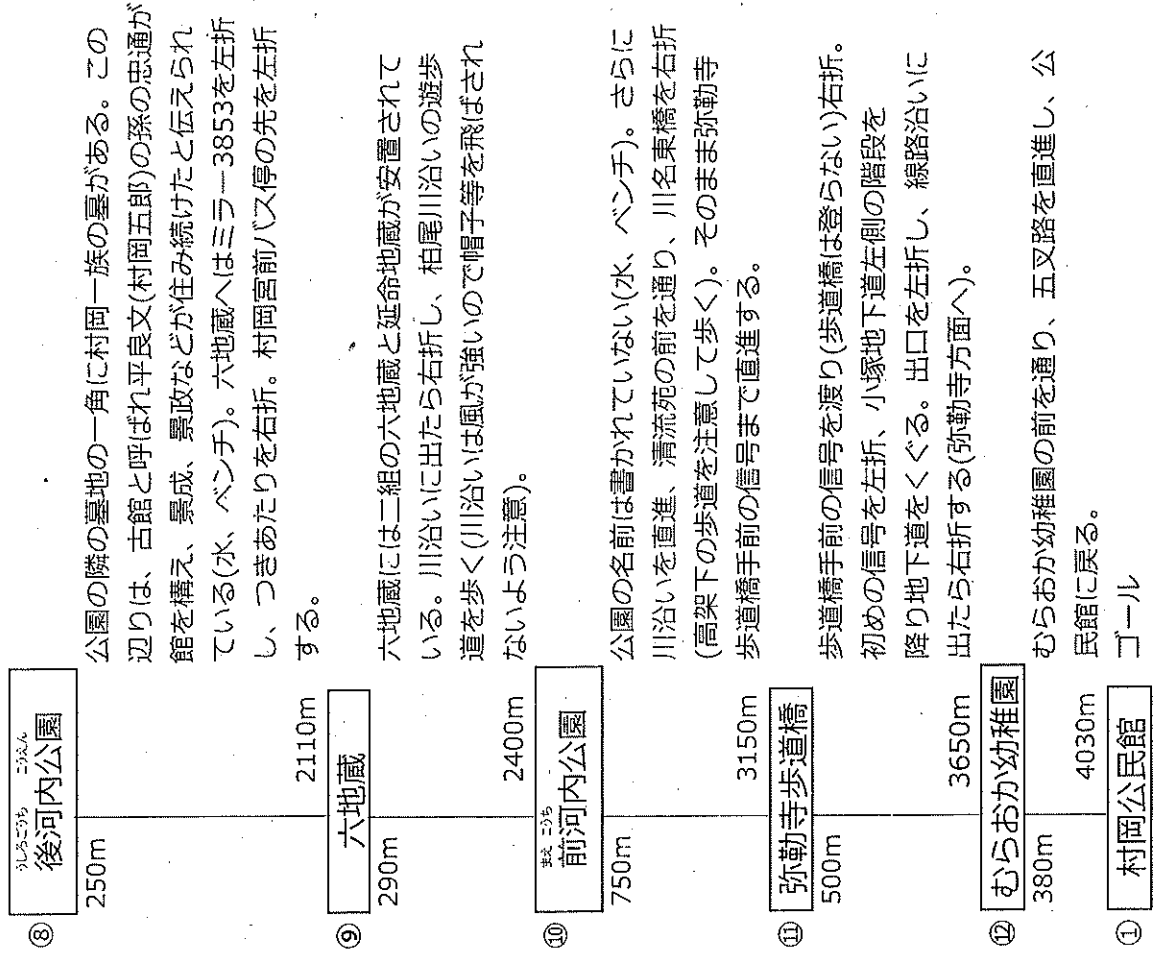 ⑧ 後河内公園
うしろごうち こうえん
250m
公園の隣の墓地の一角に村岡一族の墓がある。この
辺りは、古館と呼ばれ平良文(村岡五郎)の孫の忠通が
館を構え、景成、景政などが住み続けたと伝えられ
ている(水、ベンチ)。六地蔵へはミラー3853を左折
し、つきあたりを右折。村岡宮前バス停の先を左折
する。
2110m
⑨ 六地蔵
290m
六地蔵には二組の六地蔵と延命地蔵が安置されて
いる。川沿いに出たら右折し、柏尾川沿いの遊歩
道を歩く(川沿いは風が強いので帽子等を飛ばされ
ないよう注意)。
2400m
⑩ 前河内公園
まえ ごうち
750m
公園の名前は書かれていない(水、ベンチ)。さらに
川沿いを直進、清流苑の前を通り、川名東橋を右折
(高架下の歩道を注意して歩く)。そのまま弥勒寺
歩道橋手前の信号まで直進する。
3150m
⑪ 弥勒寺歩道橋
500m
歩道橋手前の信号を渡り(歩道橋は登らない)右折。
初めの信号を左折、小塚地下道左側の階段を
降り地下道をくぐる。出口を左折し、線路沿いに
出たら右折する(弥勒寺方面へ)。
3650m
⑫ むらおか幼稚園
380m
むらおか幼稚園の前を通り、五叉路を直進し、公
民館に戻る。
4030m
① 村岡公民館
ゴール